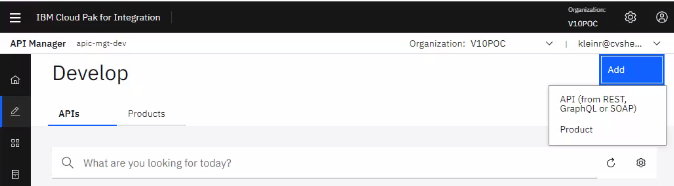 IBM Cloud Pak for Integration
Organization:
V10POC
API Manager apic-mgt-dev
Organization: V10POC
kleinr@cvshe...
Develop
Add
API (from REST,
GraphQL or SOAP)
Product
APIs
Products
What are you looking for today?